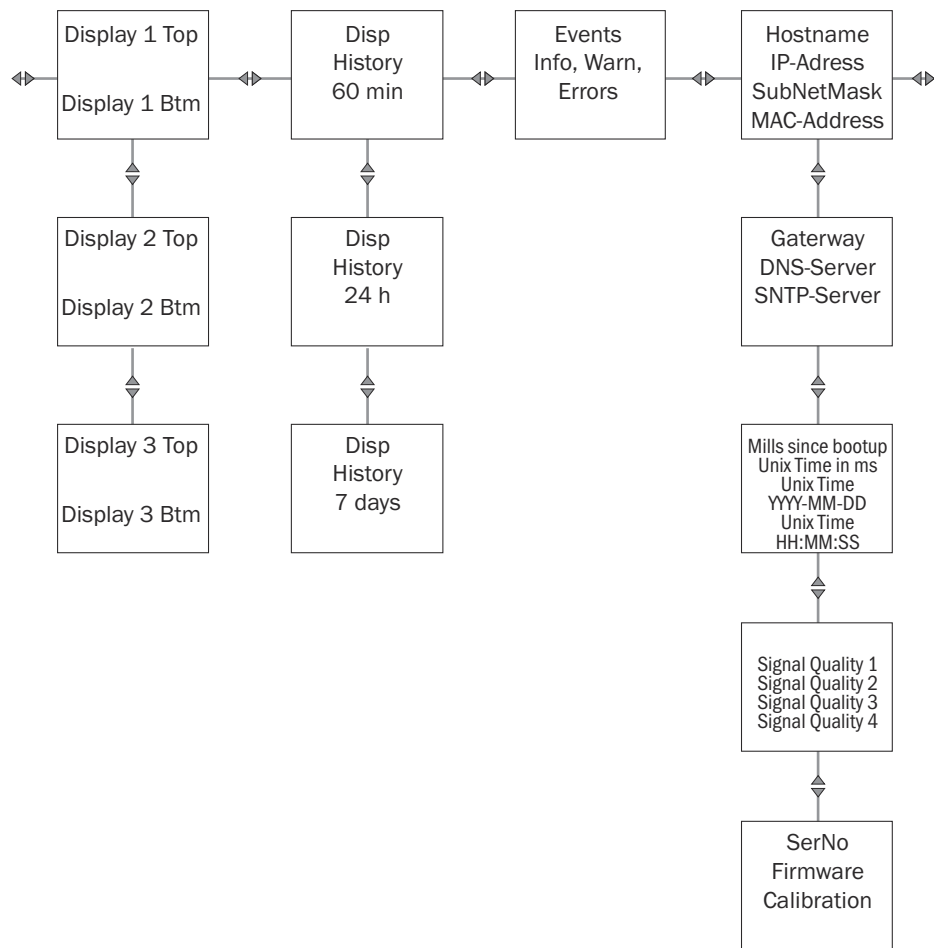 Display 1 Top
Display 1 Btm
Disp
History
60 min
Events
Info, Warn,
Errors
Hostname
IP-Adress
SubNetMask
MAC-Address
Display 2 Top
Display 2 Btm
Disp
History
24 h
Gaterway
DNS-Server
SNTP-Server
Display 3 Top
Display 3 Btm
Disp
History
7 days
Mills since bootup
Unix Time in ms
Unix Time
YYYY-MM-DD
Unix Time
HH:MM:SS
Signal Quality 1
Signal Quality 2
Signal Quality 3
Signal Quality 4
SerNo
Firmware
Calibration